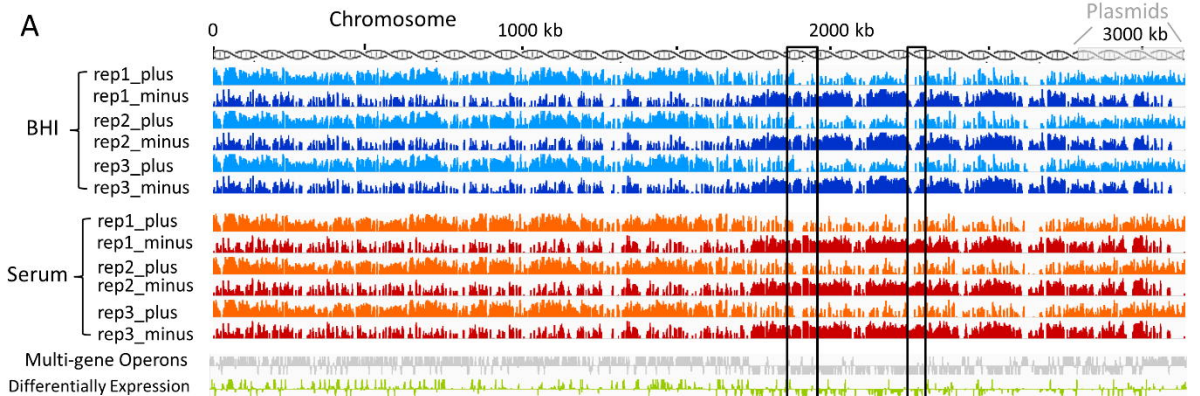 A
Chromosome
Plasmids
0
1000 kb
2000 kb
3000 kb
BHI
rep1_plus
rep1_minus
rep2_plus
rep2_minus
rep3_plus
rep3_minus
Serum
rep1_plus
rep1_minus
rep2_plus
rep2_minus
rep3_plus
rep3_minus
Multi-gene Operons
Differentially Expression